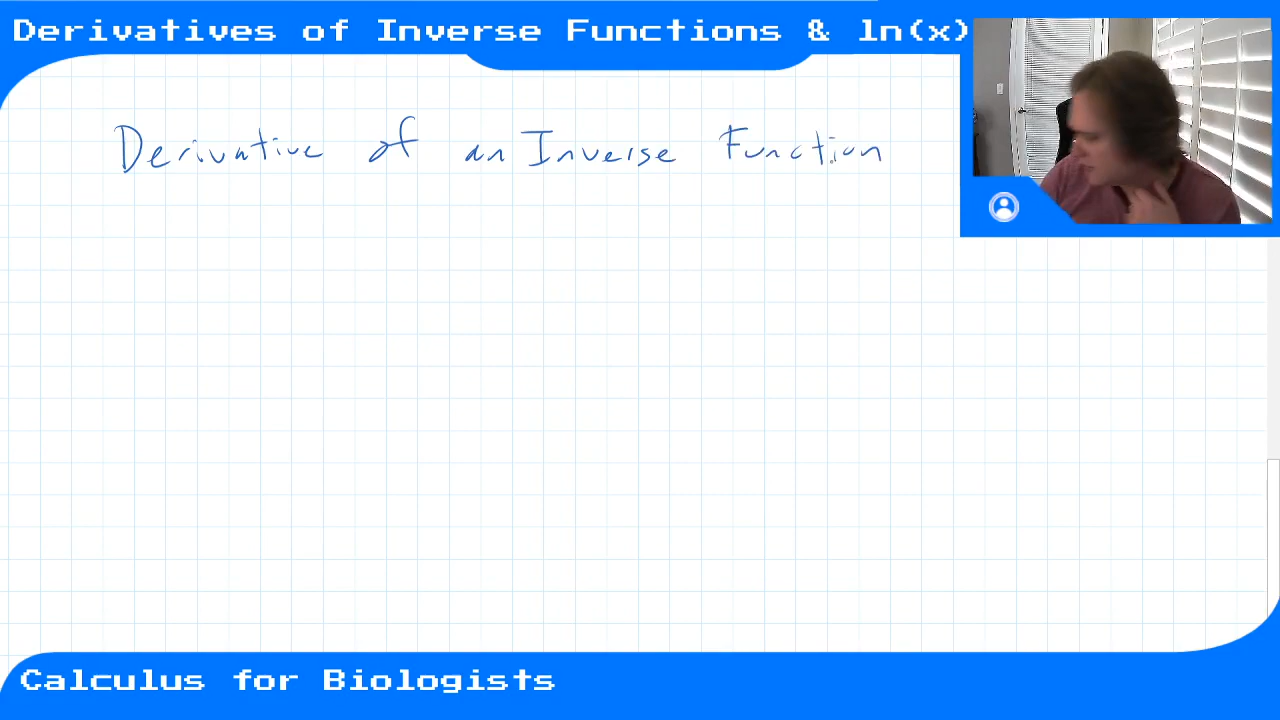 Derivatives of Inverse Functions & ln(x)
Derivative of an Inverse Function
Calculus for Biologists